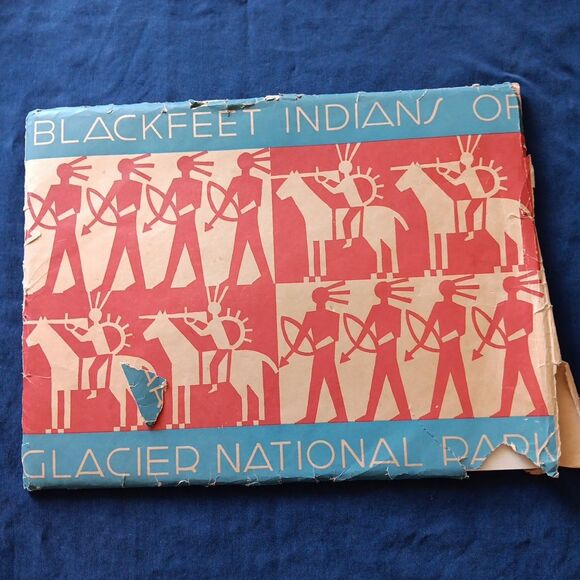 BLACKFEET INDIANS OF
GLACIER NATIONAL PARK